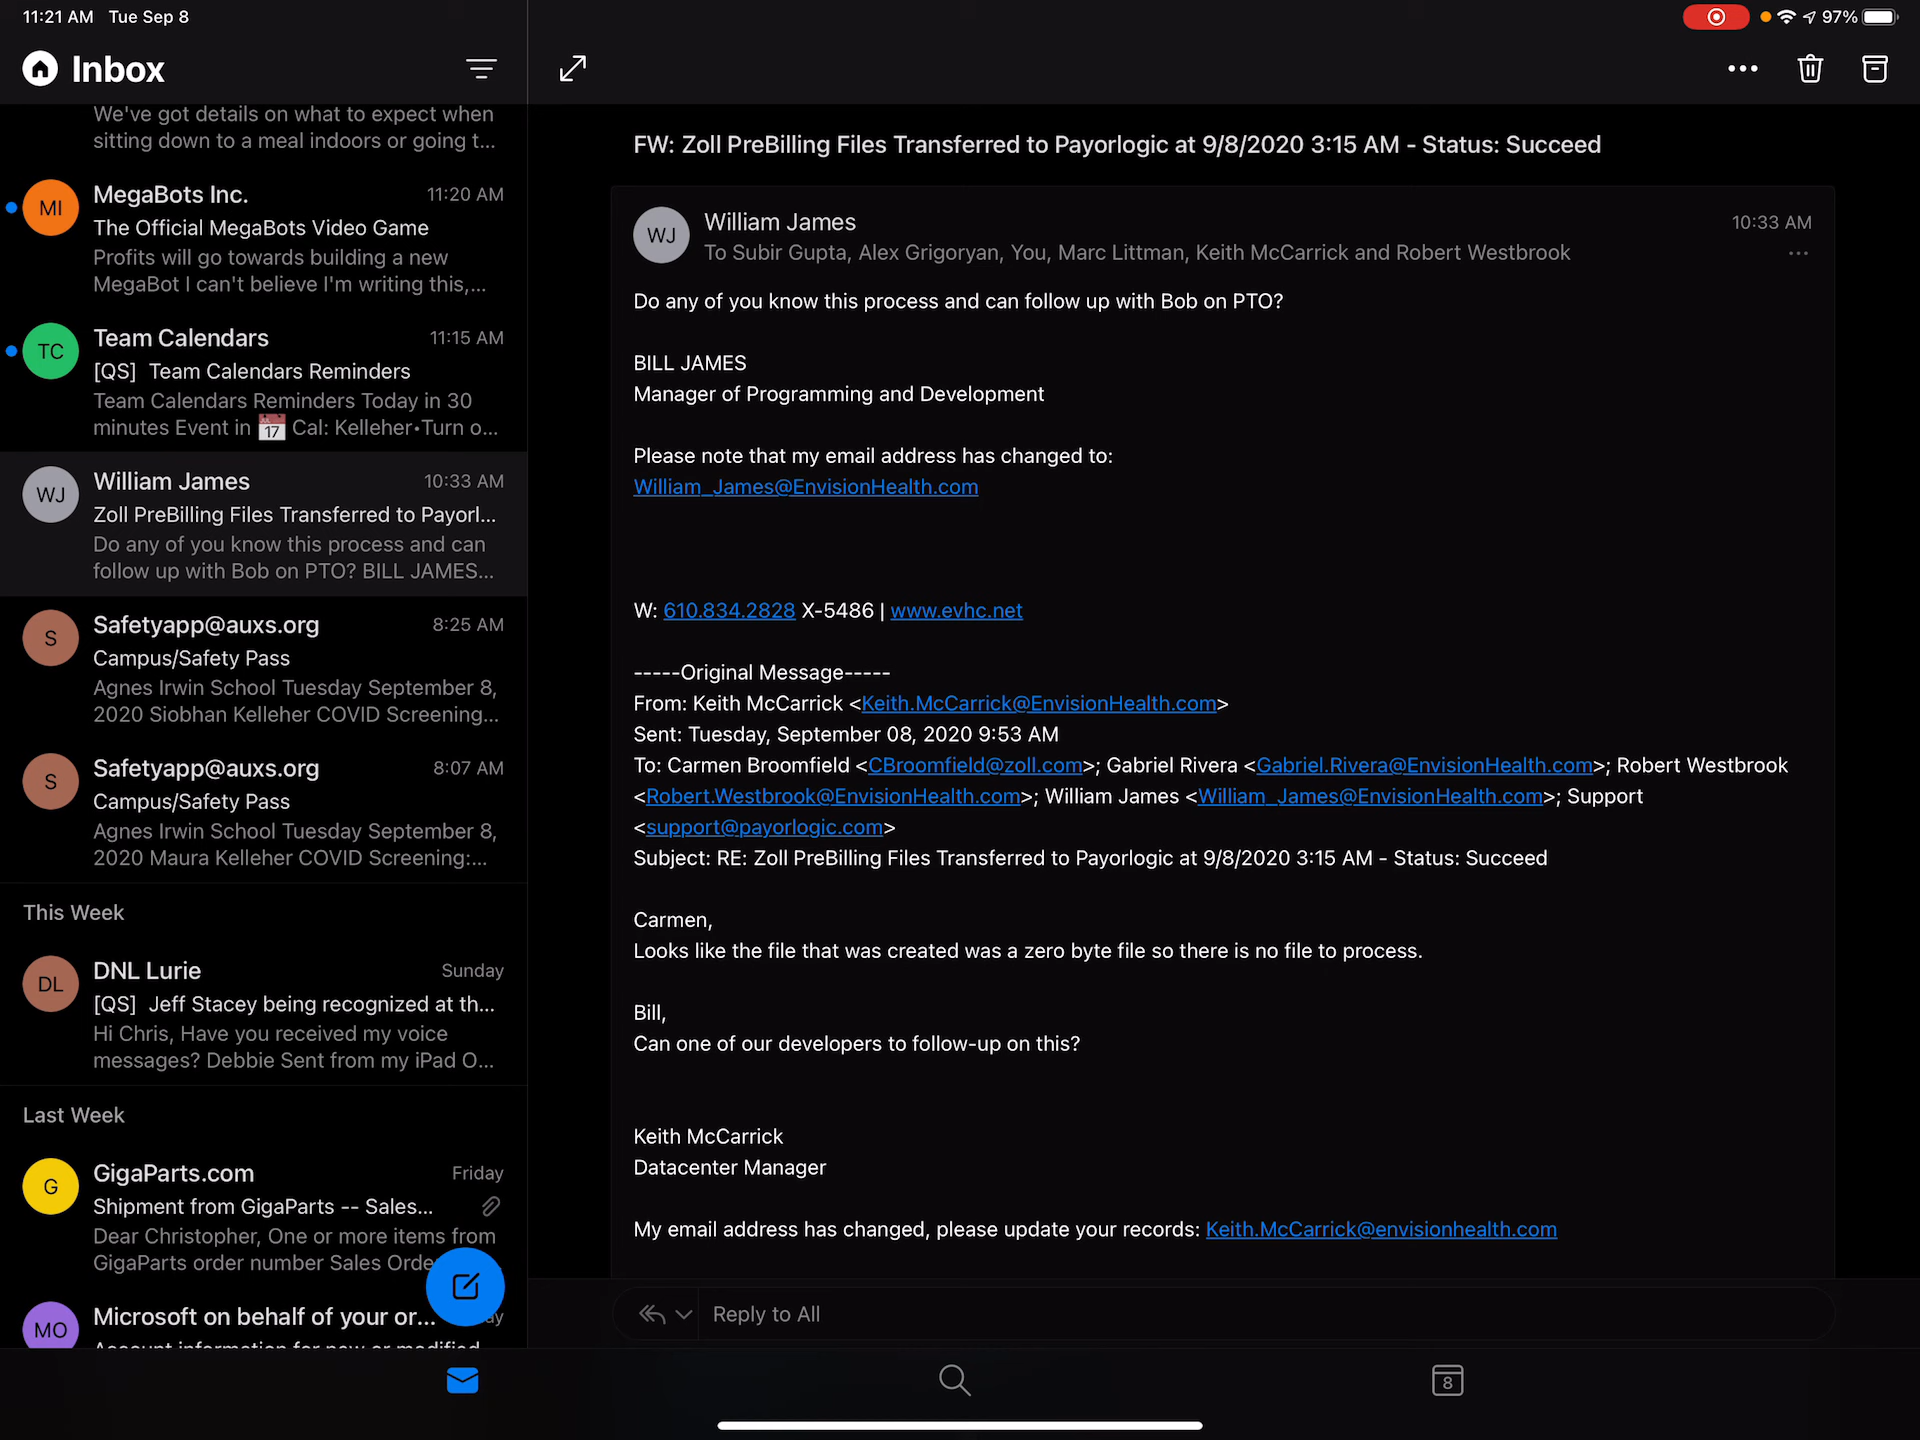 11:21 AM Tue Sep 8
97%
Inbox
We've got details on what to expect when
sitting down to a meal indoors or going t...
MI
MegaBots Inc.
11:20 AM
The Official MegaBots Video Game
Profits will go towards building a new
MegaBot I can't believe I'm writing this,...
TC
Team Calendars
11:15 AM
[QS] Team Calendars Reminders
Team Calendars Reminders Today in 30
minutes Event in 17 Cal: Kelleher•Turn o...
WJ
William James
10:33 AM
Zoll PreBilling Files Transferred to Payorl...
Do any of you know this process and can
follow up with Bob on PTO? BILL JAMES...
S
Safetyapp@auxs.org
8:25 AM
Campus/Safety Pass
Agnes Irwin School Tuesday September 8,
2020 Siobhan Kelleher COVID Screening...
S
Safetyapp@auxs.org
8:07 AM
Campus/Safety Pass
Agnes Irwin School Tuesday September 8,
2020 Maura Kelleher COVID Screening:...
This Week
DL
DNL Lurie
Sunday
[QS] Jeff Stacey being recognized at th...
Hi Chris, Have you received my voice
messages? Debbie Sent from my iPad O...
Last Week
G
GigaParts.com
Friday
Shipment from GigaParts -- Sales...
Dear Christopher, One or more items from
GigaParts order number Sales Orde
MO
Microsoft on behalf of your or...
Account information for new or modified
FW: Zoll PreBilling Files Transferred to Payorlogic at 9/8/2020 3:15 AM - Status: Succeed
WJ
William James
10:33 AM
To Subir Gupta, Alex Grigoryan, You, Marc Littman, Keith McCarrick and Robert Westbrook
Do any of you know this process and can follow up with Bob on PTO?
BILL JAMES
Manager of Programming and Development
Please note that my email address has changed to:
William_James@EnvisionHealth.com
W: 610.834.2828 X-5486 | www.evhc.net
-----Original Message-----
From: Keith McCarrick <Keith.McCarrick@EnvisionHealth.com>
Sent: Tuesday, September 08, 2020 9:53 AM
To: Carmen Broomfield <CBroomfield@zoll.com>; Gabriel Rivera <Gabriel.Rivera@EnvisionHealth.com>; Robert Westbrook
<Robert.Westbrook@EnvisionHealth.com>; William James <William_James@EnvisionHealth.com>; Support
<support@payorlogic.com>
Subject: RE: Zoll PreBilling Files Transferred to Payorlogic at 9/8/2020 3:15 AM - Status: Succeed
Carmen,
Looks like the file that was created was a zero byte file so there is no file to process.
Bill,
Can one of our developers to follow-up on this?
Keith McCarrick
Datacenter Manager
My email address has changed, please update your records: Keith.McCarrick@envisionhealth.com
Reply to All
8